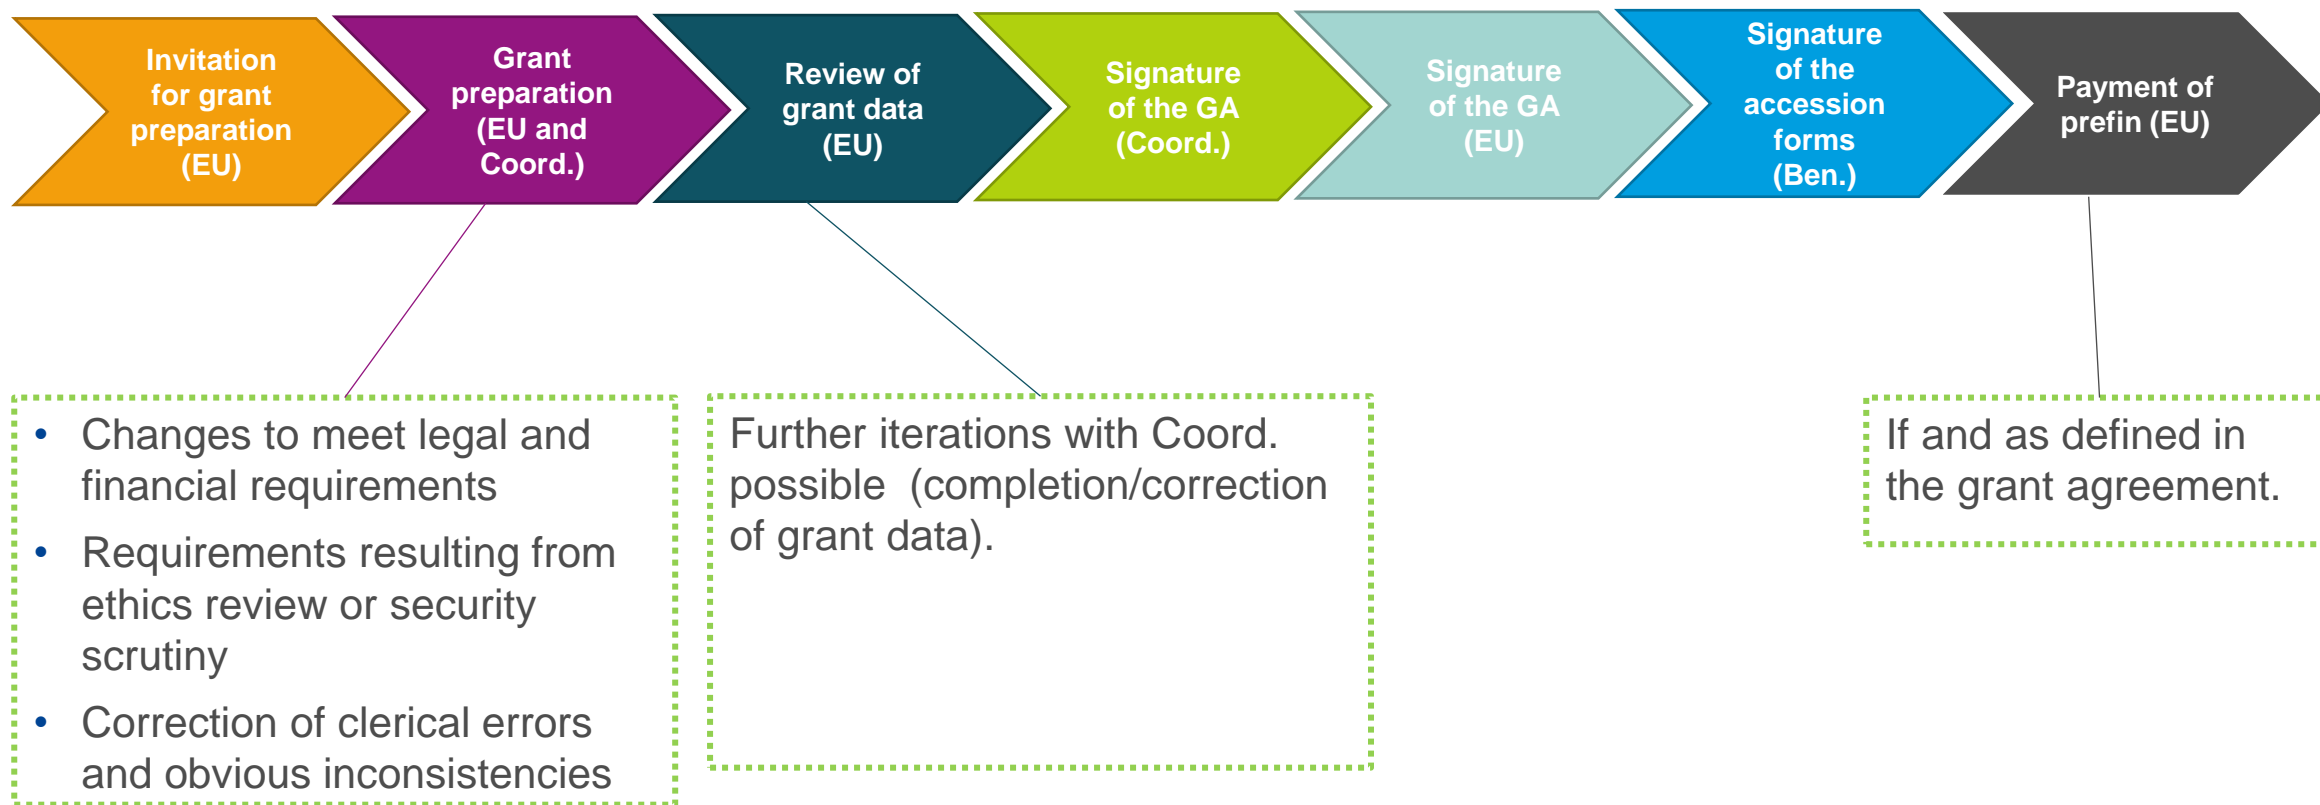 Invitation
for grant
preparation
(EU)
Grant
preparation
(EU and
Coord.)
Review of
grant data
(EU)
Signature
of the GA
(Coord.)
Signature
of the GA
(EU)
Signature
of the
accession
forms
(Ben.)
Payment of
prefin (EU)
• Changes to meet legal and
financial requirements
• Requirements resulting from
ethics review or security
scrutiny
• Correction of clerical errors
and obvious inconsistencies
Further iterations with Coord.
possible (completion/correction
of grant data).
If and as defined in
the grant agreement.